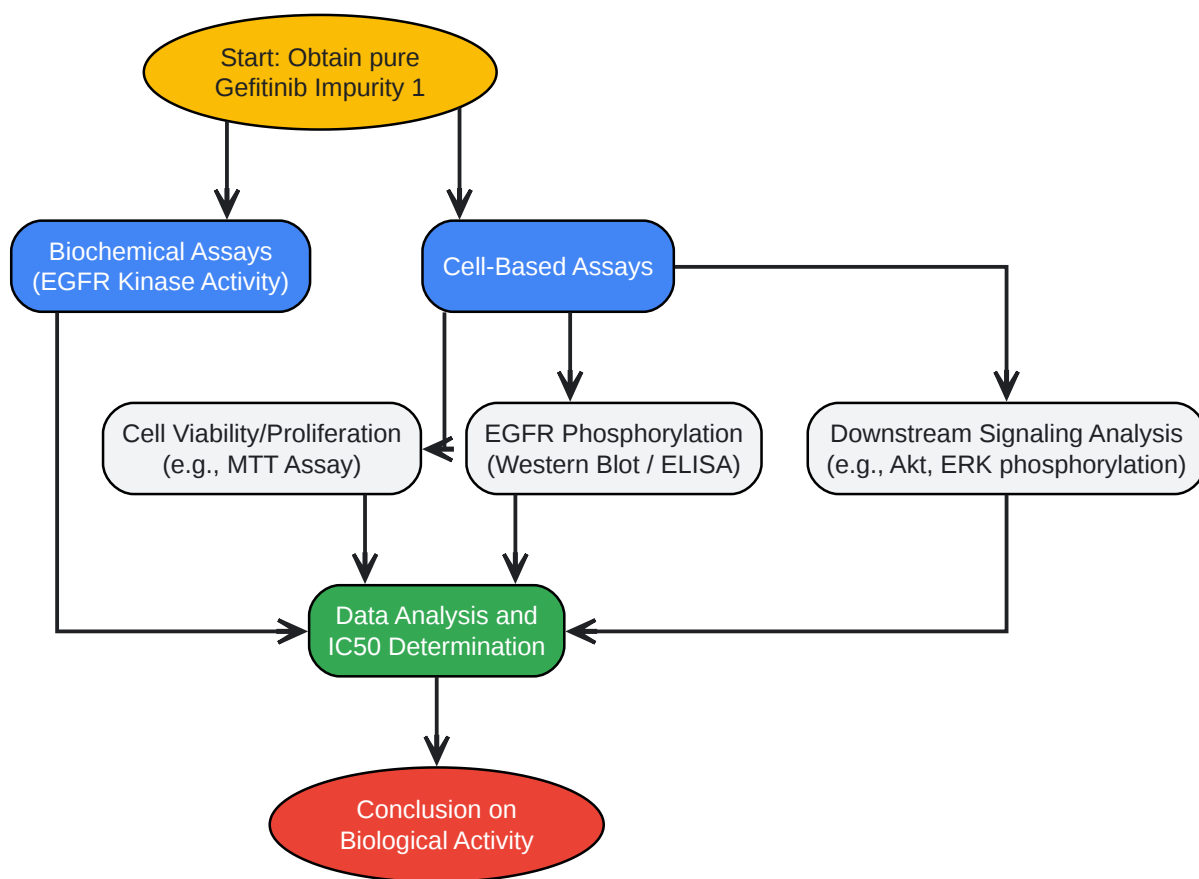 Start: Obtain pure
Gefitinib Impurity 1
Biochemical Assays
(EGFR Kinase Activity)
Cell-Based Assays
Cell Viability/Proliferation
(e.g., MTT Assay)
EGFR Phosphorylation
(Western Blot / ELISA)
Downstream Signaling Analysis
(e.g., Akt, ERK phosphorylation)
Data Analysis and
IC50 Determination
Conclusion on
Biological Activity